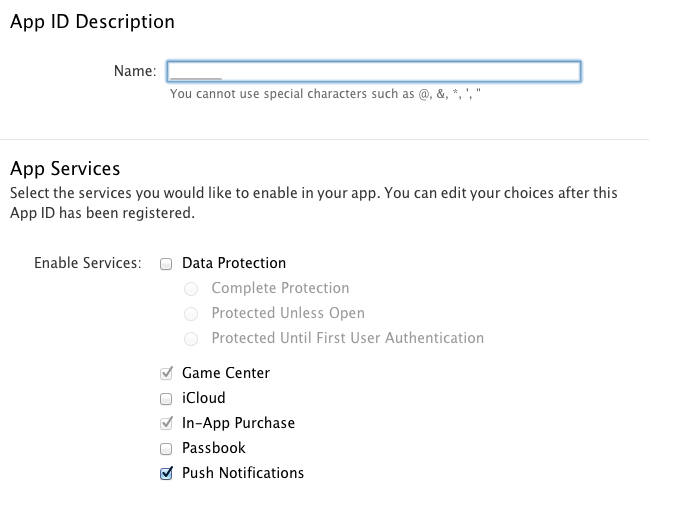 App ID Description
Name:
You cannot use special characters such as @, &, *, ', "
App Services
Select the services you would like to enable in your app. You can edit your choices after this
App ID has been registered.
Enable Services: Data Protection
Complete Protection
Protected Unless Open
Protected Until First User Authentication
Game Center
iCloud
In-App Purchase
Passbook
Push Notifications